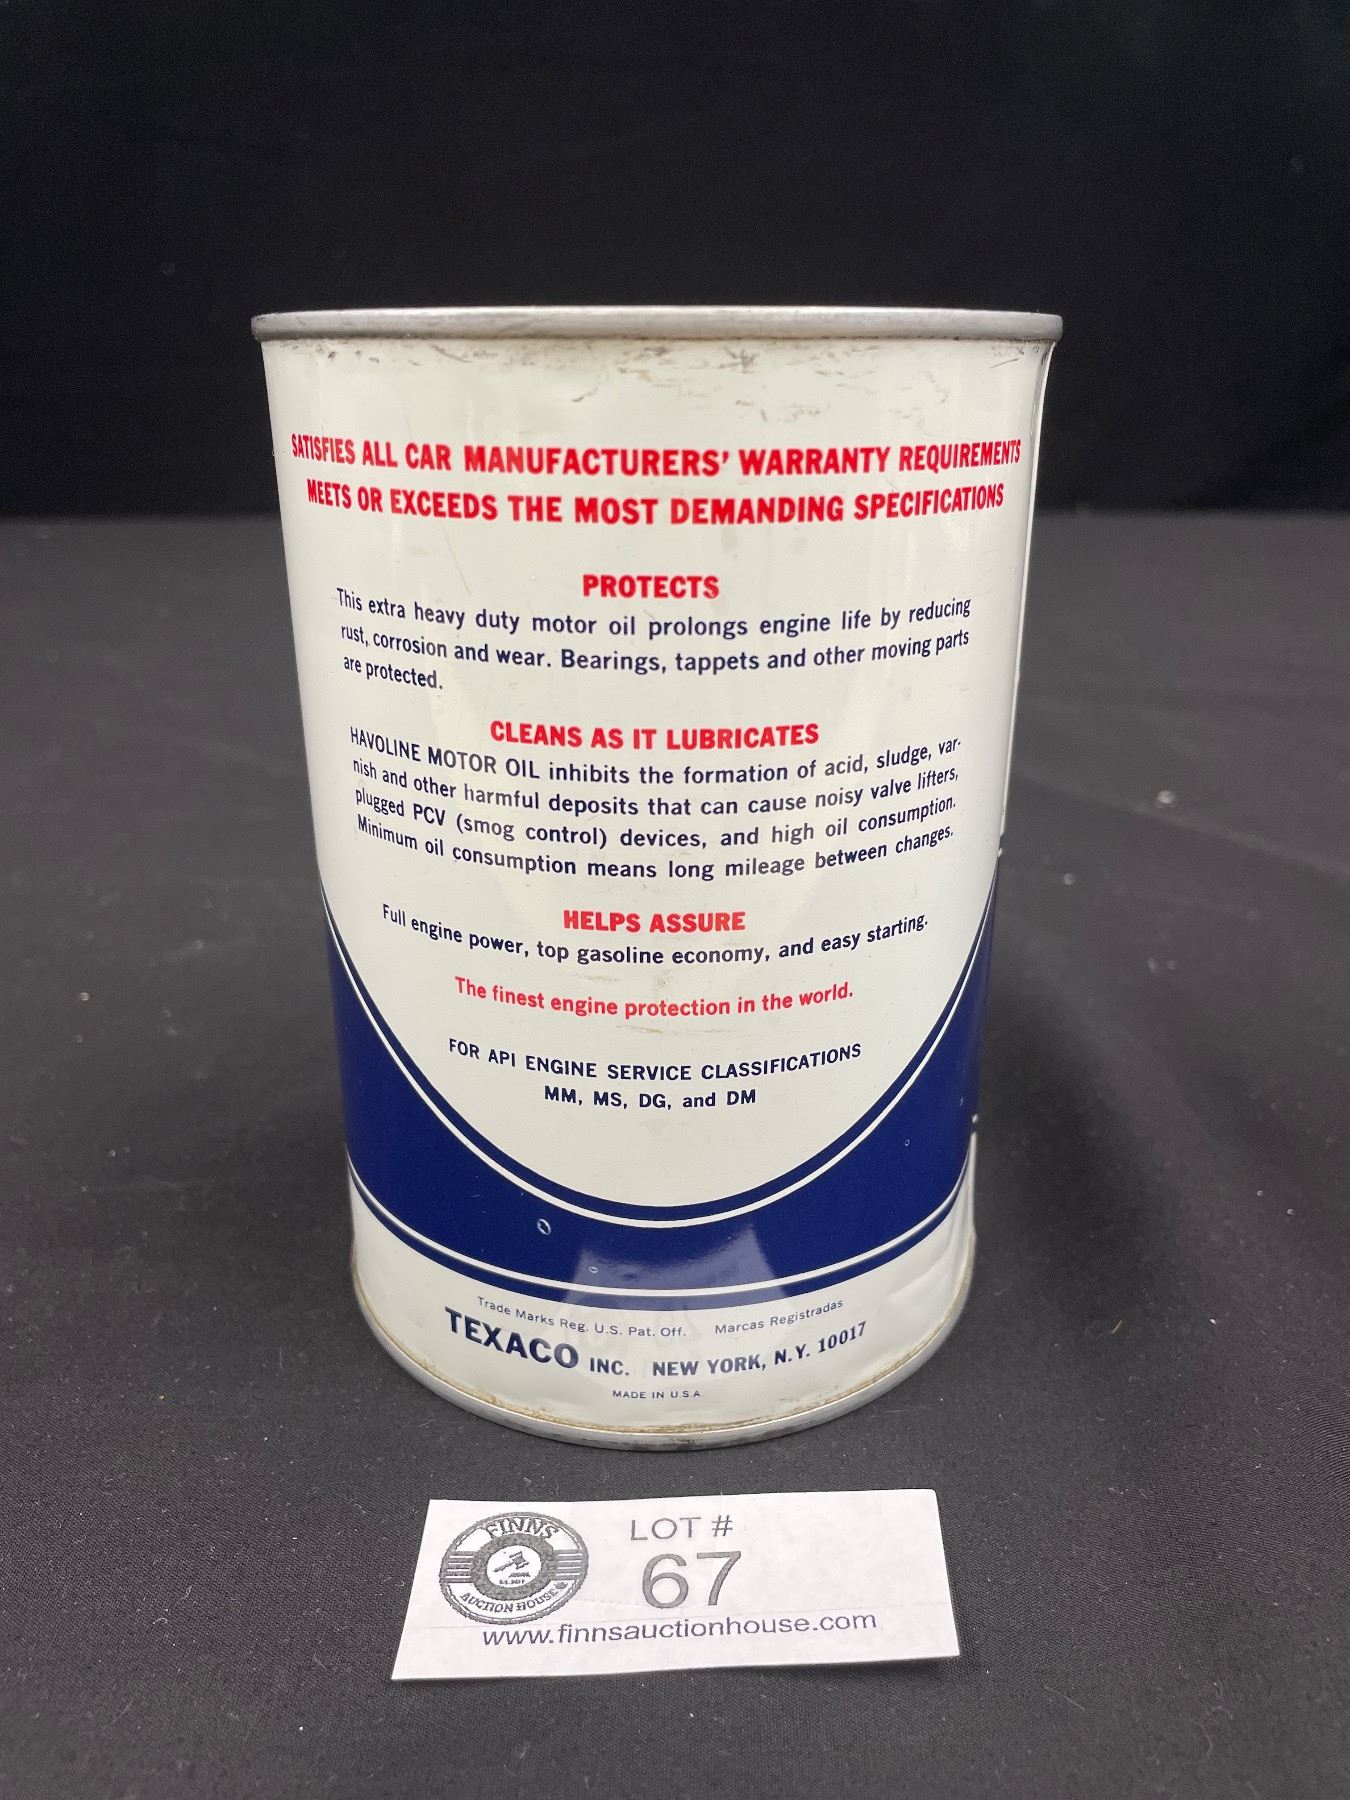 SATISFIES ALL CAR MANUFACTURERS' WARRANTY REQUIREMENTS
MEETS OR EXCEEDS THE MOST DEMANDING SPECIFICATIONS
PROTECTS
This extra heavy duty motor oil prolongs engine life by reducing
rust, corrosion and wear. Bearings, tappets and other moving parts
are protected.
CLEANS AS IT LUBRICATES
HAVOLINE MOTOR OIL inhibits the formation of acid, sludge, var-
nish and other harmful deposits that can cause noisy valve lifters,
plugged PCV (smog control) devices, and high oil consumption.
Minimum oil consumption means long mileage between changes.
HELPS ASSURE
Full engine power, top gasoline economy, and easy starting.
The finest engine protection in the world.
FOR API ENGINE SERVICE CLASSIFICATIONS
MM, MS, DG, and DM
Trade Marks Reg. U.S. Pat. Off. Marcas Registradas
TEXACO INC. NEW YORK, N.Y. 10017
MADE IN U.S.A.
FINNS
AUCTION HOUSE
LOT #
67
www.finnsauctionhouse.com